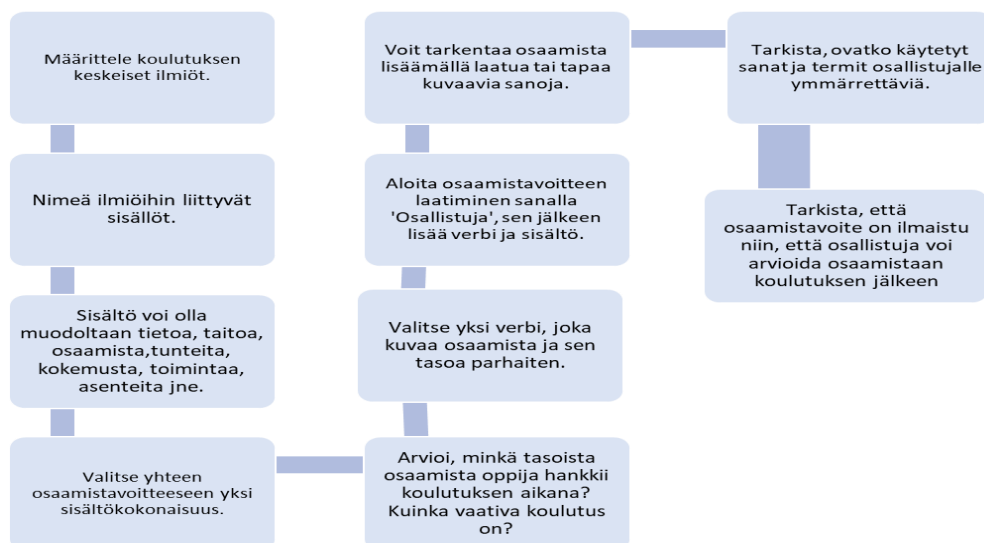 Määrittele koulutuksen
keskeiset ilmiöt.
Nimeä ilmiöihin liittyvät
sisällöt.
Sisältö voi olla
muodoltaan tietoa, taitoa,
osaamista,tunteita,
kokemusta, toimintaa,
asenteita jne.
Valitse yhteen
osaamistavoitteeseen yksi
sisältökokonaisuus.
Arvioi, minkä tasoista
osaamista oppija hankkii
koulutuksen aikana?
Kuinka vaativa koulutus
on?
Valitse yksi verbi, joka
kuvaa osaamista ja sen
tasoa parhaiten.
Aloita osaamistavoitteen
laatiminen sanalla
'Osallistuja', sen jälkeen
lisää verbi ja sisältö.
Voit tarkentaa osaamista
lisäämällä laatua tai tapaa
kuvaavia sanoja.
Tarkista, ovatko käytetyt
sanat ja termit osallistujalle
ymmärrettäviä.
Tarkista, että
osaamistavoite on ilmaistu
niin, että osallistuja voi
arvioida osaamistaan
koulutuksen jälkeen